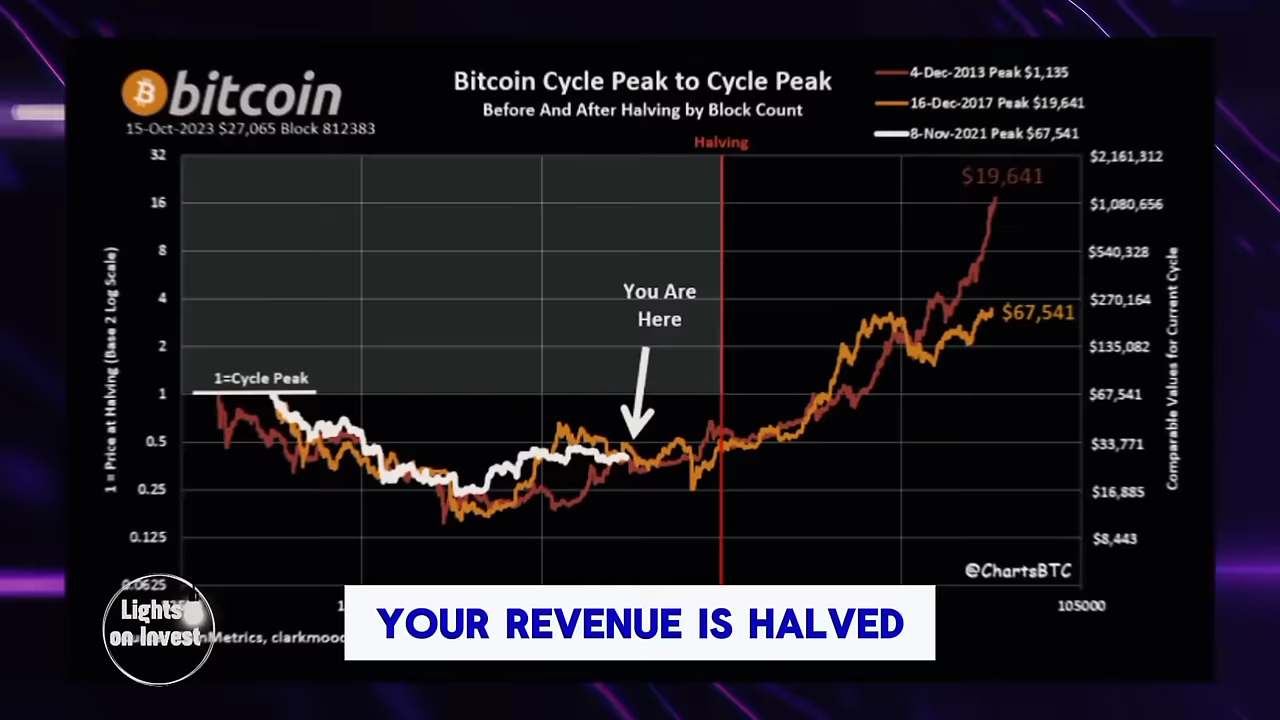 bitcoin
15-Oct-2023 $27,065 Block 812383
Bitcoin Cycle Peak to Cycle Peak
Before And After Halving by Block Count
4-Dec-2013 Peak $1,135
16-Dec-2017 Peak $19,641
8-Nov-2021 Peak $67,541
Halving
32
16
8
4
2
1
0.5
0.25
0.125
0.0625
1 = Price at Halving (Base 2 Log Scale)
1=Cycle Peak
You Are
Here
$19,641
$67,541
$2,161,312
$1,080,656
$540,328
$270,164
$135,082
$67,541
$33,771
$16,885
$8,443
Comparable Values for Current Cycle
@ChartsBTC
105000
Lights
on invest
YOUR REVENUE IS HALVED